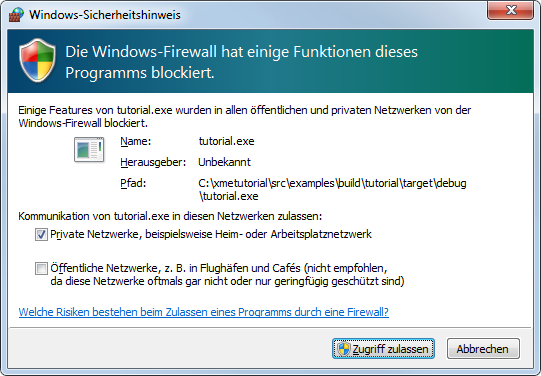 Windows-Sicherheitshinweis
Die Windows-Firewall hat einige Funktionen dieses
Programms blockiert.
Einige Features von tutorial.exe wurden in allen öffentlichen und privaten Netzwerken von der
Windows-Firewall blockiert.
Name: tutorial.exe
Herausgeber: Unbekannt
Pfad: C:\xmetutorial\src\examples\build\tutorial\target\debug
\tutorial.exe
Kommunikation von tutorial.exe in diesen Netzwerken zulassen:
Private Netzwerke, beispielsweise Heim- oder Arbeitsplatznetzwerk
Öffentliche Netzwerke, z. B. in Flughäfen und Cafés (nicht empfohlen,
da diese Netzwerke oftmals gar nicht oder nur geringfügig geschützt sind)
Welche Risiken bestehen beim Zulassen eines Programms durch eine Firewall?
Zugriff zulassen Abbrechen